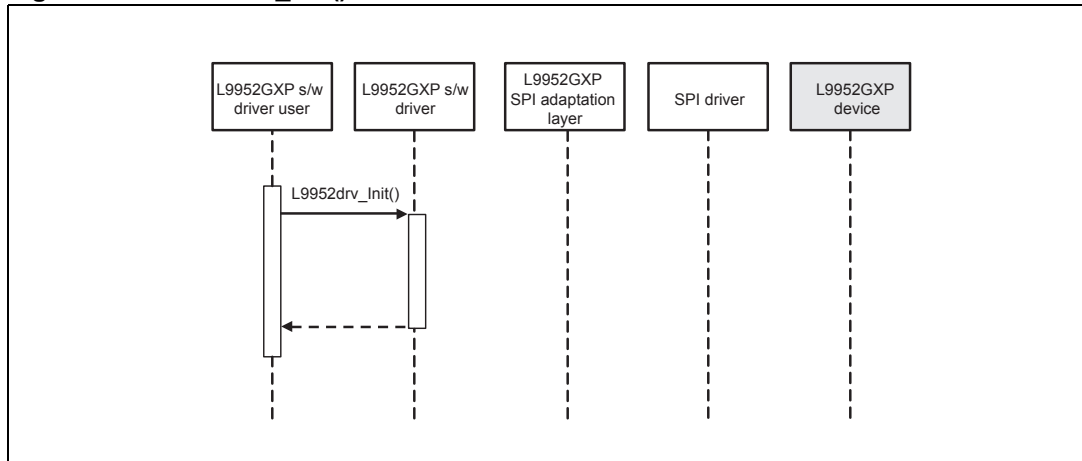 L9952GXP s/w
driver user
L9952GXP s/w
driver
L9952GXP
SPI adaptation
layer
SPI driver
L9952GXP
device
L9952drv_Init()